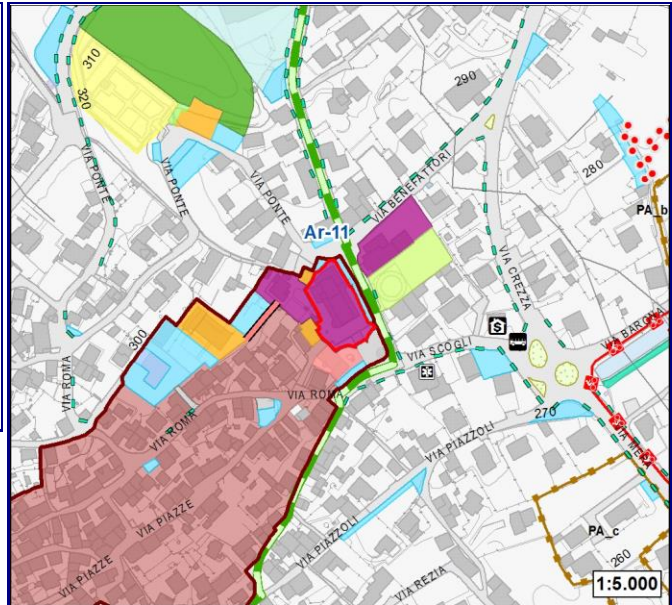 310
320
290
280
VIA PONTE
VIA PONTE
VIA PONTE
VIA BENEFATTORI
Ar-11
PA_b
VIA CREZZA
300
VIA ROMA
VIA SCOGLI
VIA BARONA
VIA ROMA
VIA ROMA
270
VIA PIAZZOLI
VIA MERA
VIA PIAZZE
VIA PIAZZOLI
PA_c
VIA PIAZZE
VIA REZIA
260
1:5.000